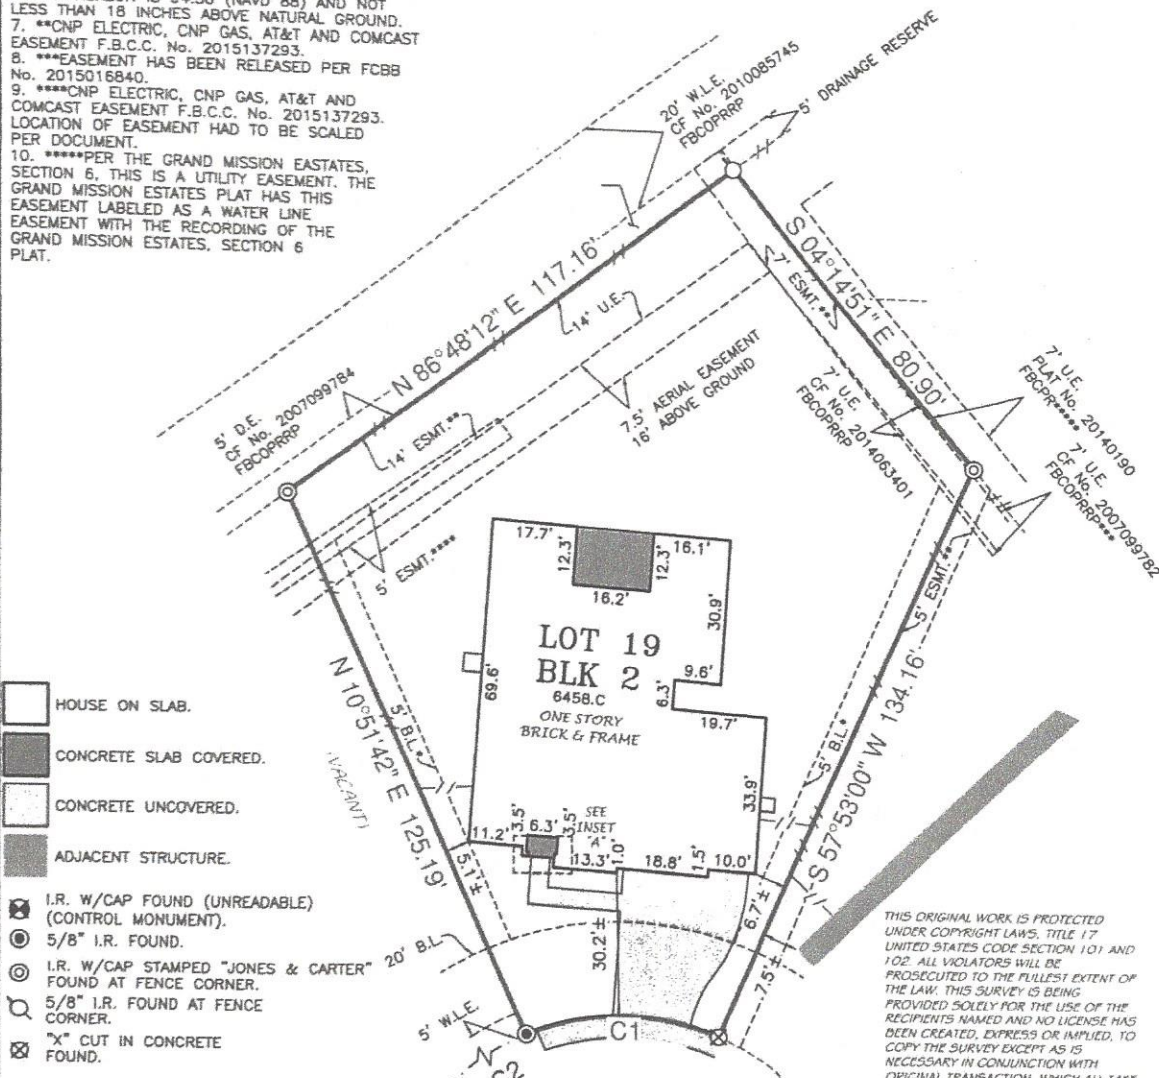 LESS THAN 18 INCHES ABOVE NATURAL GROUND.
7. **CNP ELECTRIC, CNP GAS, AT&T AND COMCAST
EASEMENT F.B.C.C. No. 2015137293.
8. ***EASEMENT HAS BEEN RELEASED PER FCBB
No. 2015016840.
9. ****CNP ELECTRIC, CNP GAS, AT&T AND
COMCAST EASEMENT F.B.C.C. No. 2015137293.
LOCATION OF EASEMENT HAD TO BE SCALED
PER DOCUMENT.
10. *****PER THE GRAND MISSION EASTATES,
SECTION 6, THIS IS A UTILITY EASEMENT. THE
GRAND MISSION ESTATES PLAT HAS THIS
EASEMENT LABELED AS A WATER LINE
EASEMENT WITH THE RECORDING OF THE
GRAND MISSION ESTATES, SECTION 6
PLAT.
20' W.L.E.
CF No. 2010085745
FBCOPRRP
5' DRAINAGE RESERVE
N 86°48'12" E 117.16'
S 04°14'51" E 80.90'
7' ESMT.**
14' U.E.
5' D.E.
CF No. 2007099784
FBCOPRRP
14' ESMT.**
7.5' AERIAL EASEMENT
16' ABOVE GROUND
7' U.E.
CF No. 2014063401
FBCOPRRP
7' U.E.
PLAT No. 20140190
FBCPR*****
7' U.E.
CF No. 2007099782
FBCOPRRP***
5' ESMT.****
5' ESMT.**
17.7'
12.3'
12.3'
16.1'
16.2'
30.9'
LOT 19
BLK 2
6458.C
ONE STORY
BRICK & FRAME
69.6'
9.6'
6.3'
19.7'
33.9'
N 10°51'42" E 125.19'
5' B.L.*
(VACANT)
S 57°53'00" W 134.16'
5' B.L.*
SEE
INSET
"A"
11.2'
3.5'
6.3'
3.5'
13.3'
1.0'
18.8'
1.5'
10.0'
5.1'±
6.7'±
7.5'±
30.2'±
20' B.L.
5' W.L.E.
C1
C2
HOUSE ON SLAB.
CONCRETE SLAB COVERED.
CONCRETE UNCOVERED.
ADJACENT STRUCTURE.
I.R. W/CAP FOUND (UNREADABLE)
(CONTROL MONUMENT).
5/8" I.R. FOUND.
I.R. W/CAP STAMPED "JONES & CARTER"
FOUND AT FENCE CORNER.
5/8" I.R. FOUND AT FENCE
CORNER.
"X" CUT IN CONCRETE
FOUND.
THIS ORIGINAL WORK IS PROTECTED
UNDER COPYRIGHT LAWS, TITLE 17
UNITED STATES CODE SECTION 101 AND
102. ALL VIOLATORS WILL BE
PROSECUTED TO THE FULLEST EXTENT OF
THE LAW. THIS SURVEY IS BEING
PROVIDED SOLELY FOR THE USE OF THE
RECIPIENTS NAMED AND NO LICENSE HAS
BEEN CREATED, EXPRESS OR IMPLIED, TO
COPY THE SURVEY EXCEPT AS IS
NECESSARY IN CONJUNCTION WITH